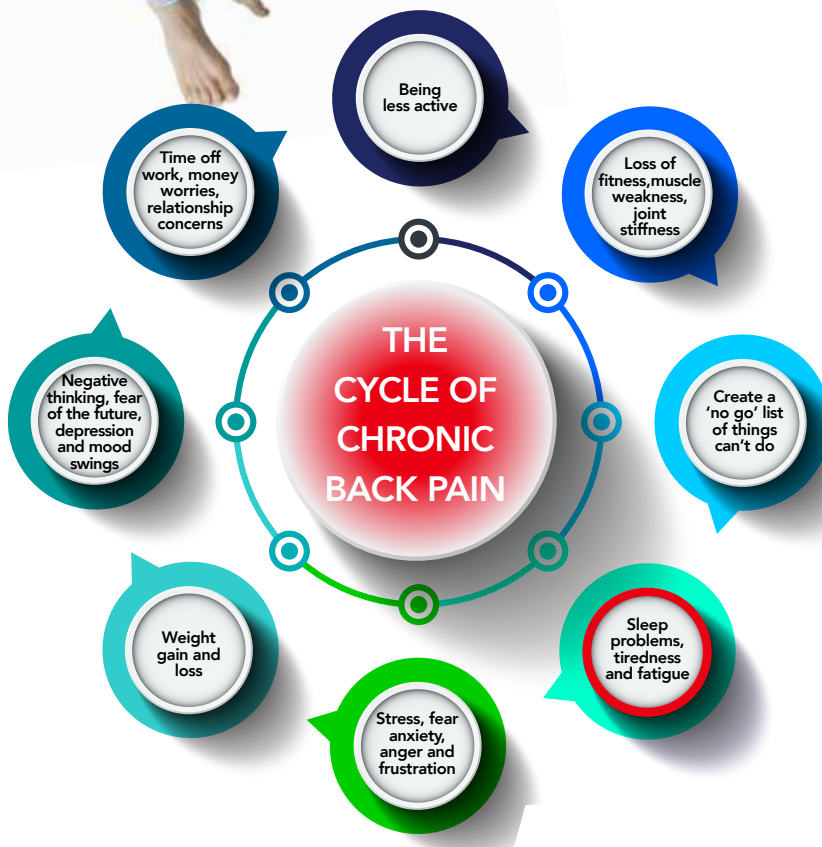 Being
less active
Loss of
fitness,muscle
weakness,
joint
stiffness
Create a
‘no go’ list
of things
can’t do
Sleep
problems,
tiredness
and fatigue
Stress, fear
anxiety,
anger and
frustration
Weight
gain and
loss
Negative
thinking, fear
of the future,
depression
and mood
swings
Time off
work, money
worries,
relationship
concerns
THE
CYCLE OF
CHRONIC
BACK PAIN